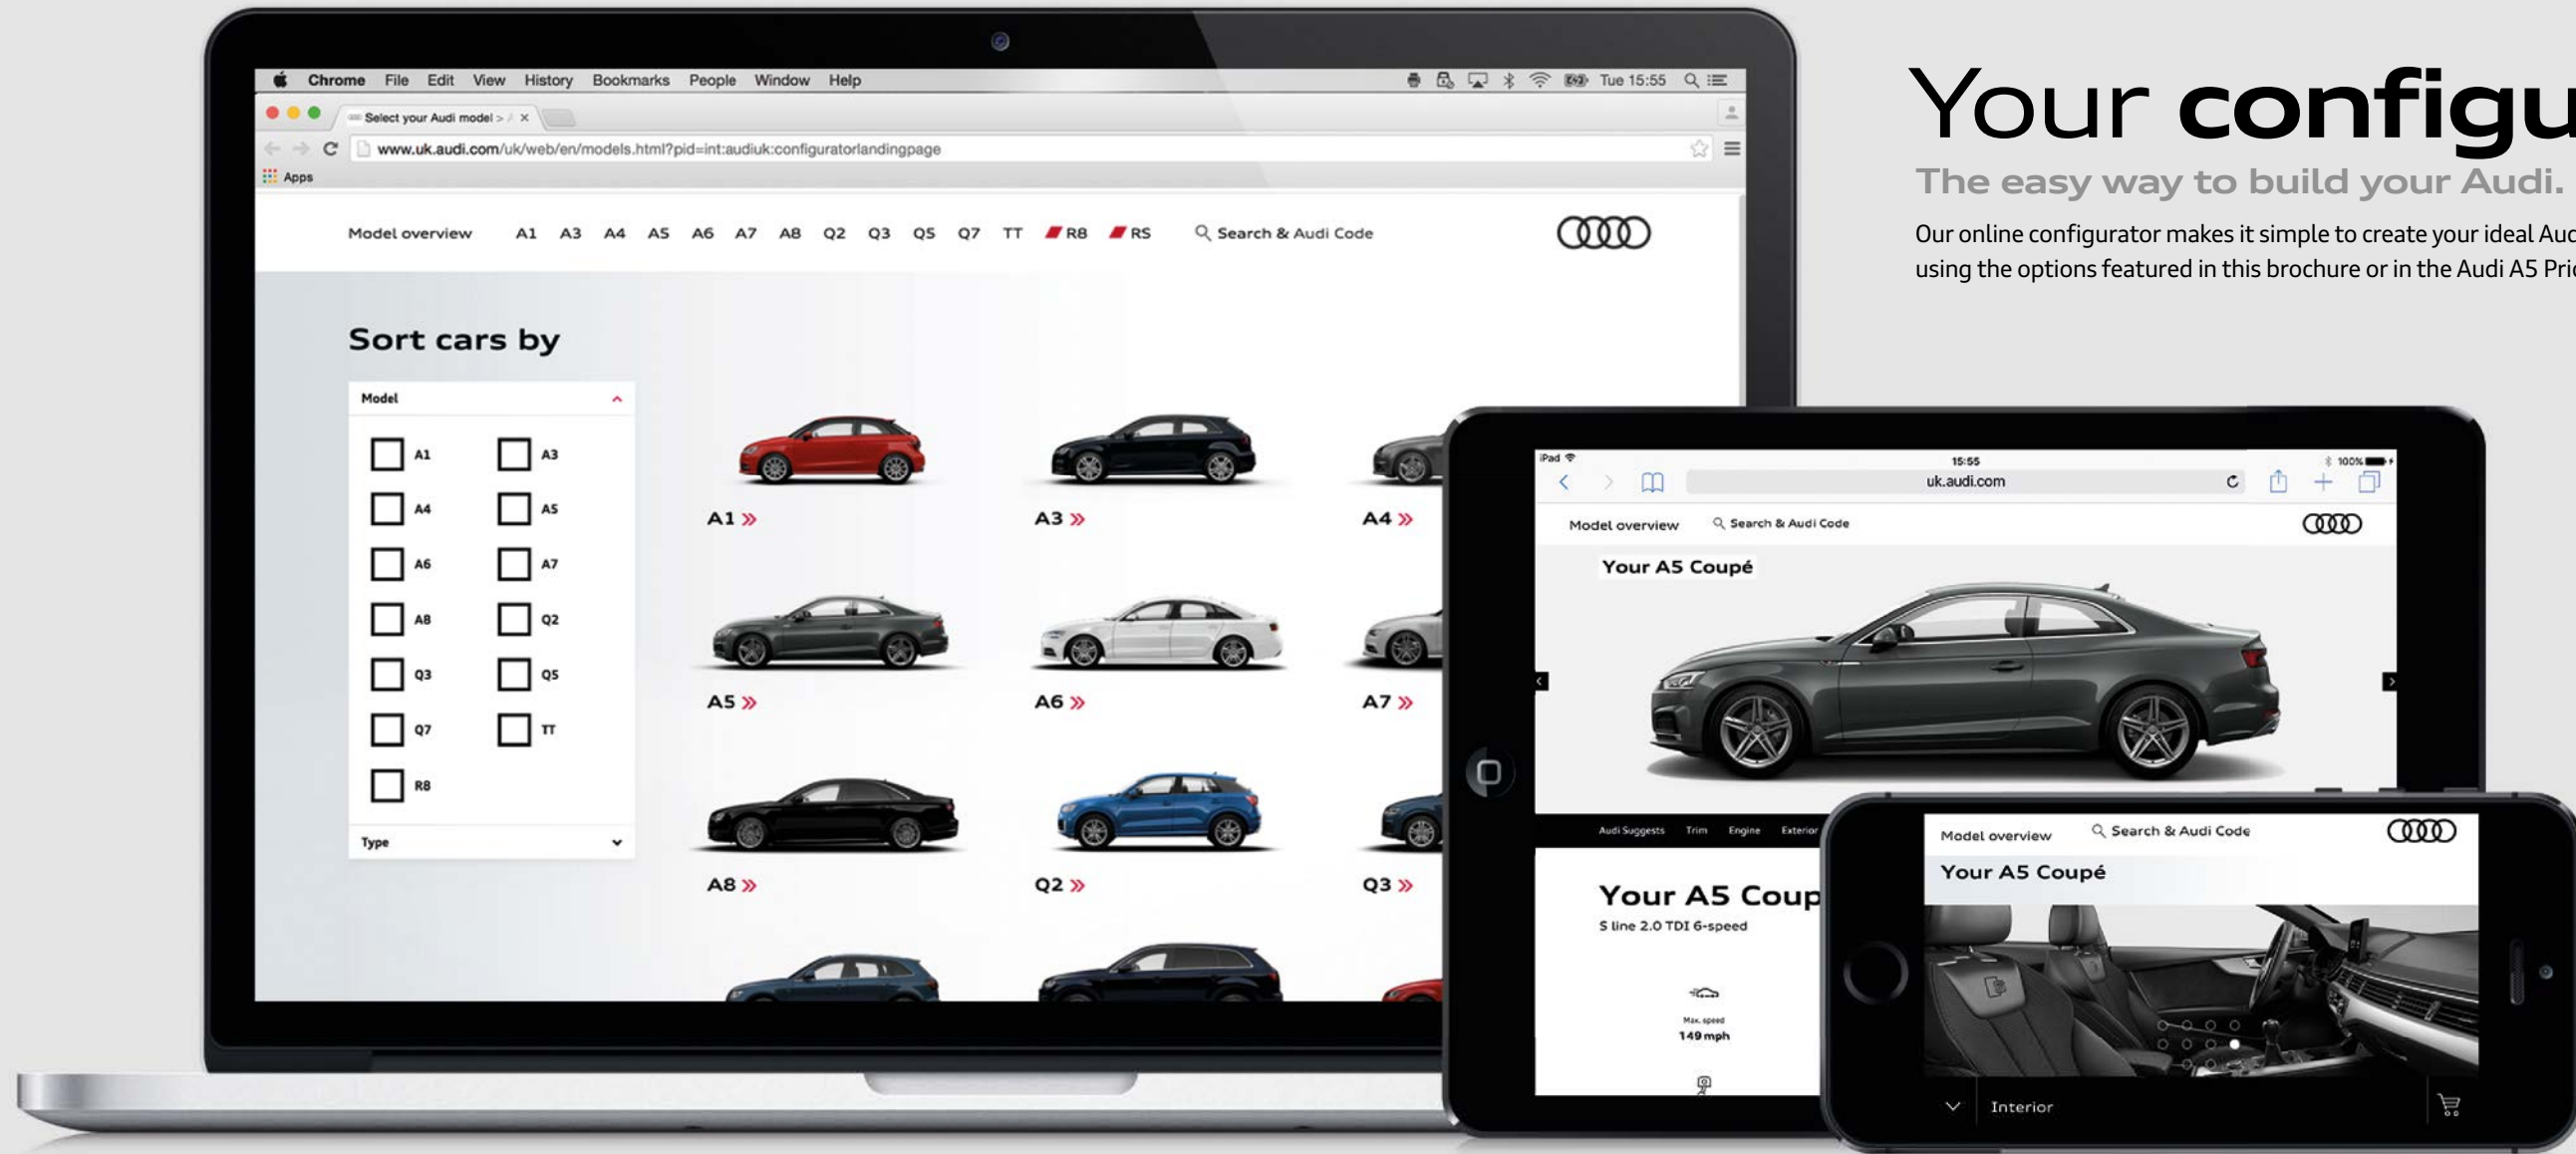 Your configu
The easy way to build your Audi.
Our online configurator makes it simple to create your ideal Aud
using the options featured in this brochure or in the Audi A5 Pric
Chrome File Edit View History Bookmarks People Window Help
Tue 15:55
Select your Audi model >
www.uk.audi.com/uk/web/en/models.html?pid=int:audiuk:configuratorlandingpage
Apps
Model overview A1 A3 A4 A5 A6 A7 A8 Q2 Q3 Q5 Q7 TT R8 RS Search & Audi Code
Sort cars by
Model
A1 A3
A4 A5
A6 A7
A8 Q2
Q3 Q5
Q7 TT
R8
Type
A1 A3 A4
A5 A6 A7
A8 Q2 Q3
iPad 15:55 100%
uk.audi.com
Model overview Search & Audi Code
Your A5 Coupé
Audi Suggests Trim Engine Exterior
Your A5 Coup
S line 2.0 TDI 6-speed
Max. speed
149 mph
Model overview Search & Audi Code
Your A5 Coupé
Interior